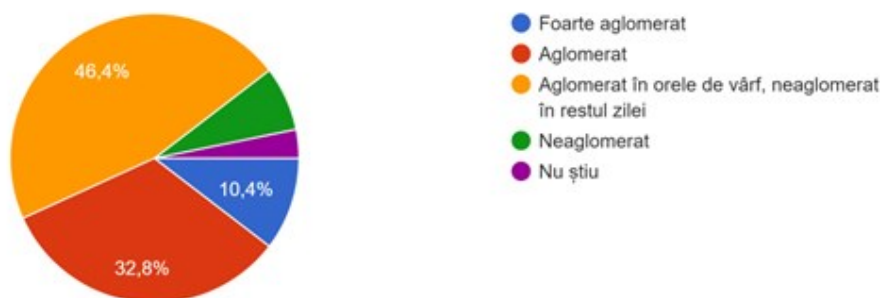 46,4%
32,8%
10,4%
Foarte aglomerat
Aglomerat
Aglomerat în orele de vârf, neaglomerat
în restul zilei
Neaglomerat
Nu știu